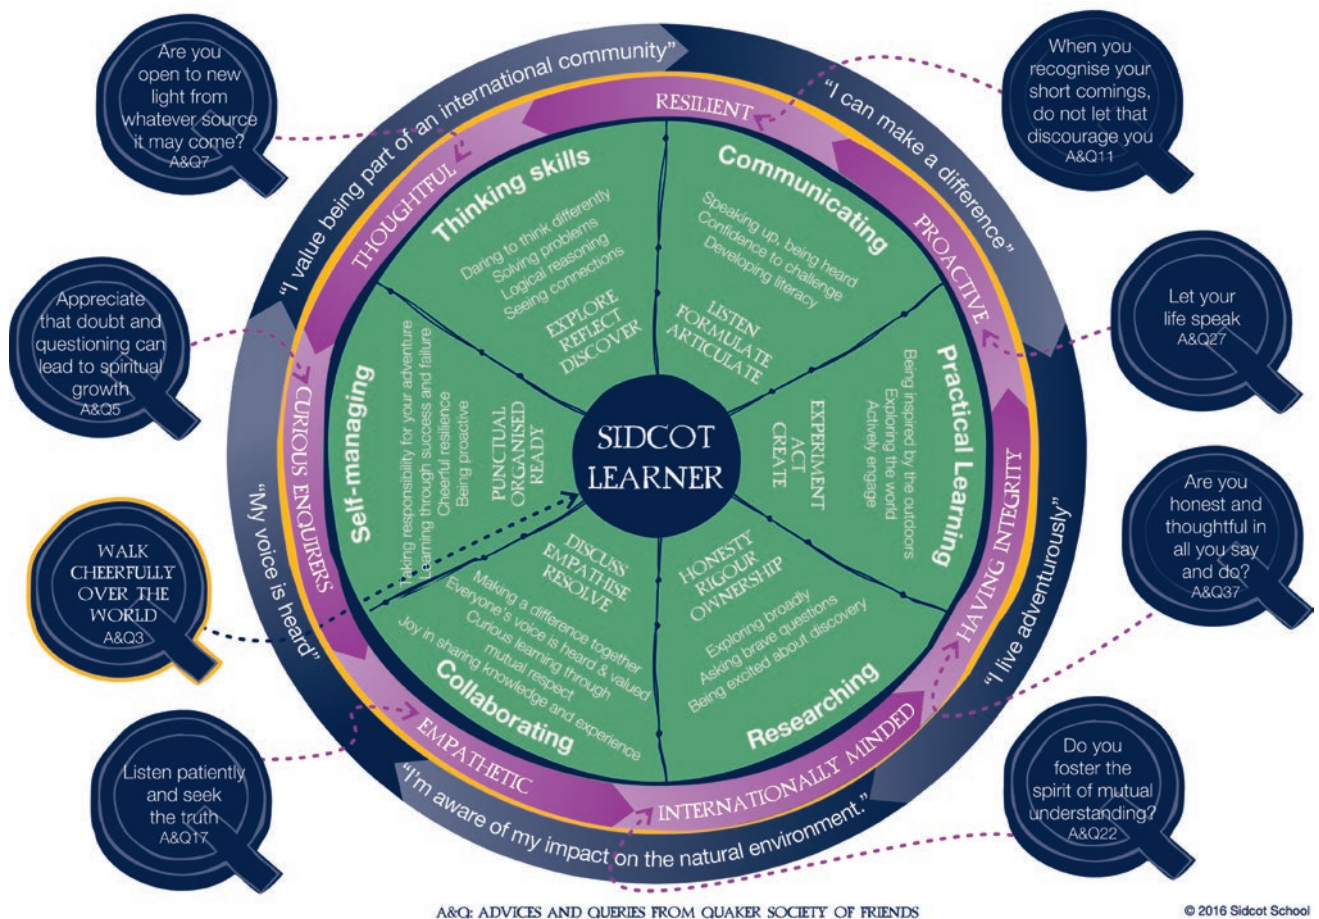 Are you
open to new
light from
whatever source
it may come?
A&Q7
Appreciate
that doubt and
questioning can
lead to spiritual
growth
A&Q5
WALK
CHEERFULLY
OVER THE
WORLD
A&Q3
Listen patiently
and seek
the truth
A&Q17
When you
recognise your
short comings,
do not let that
discourage you
A&Q11
Let your
life speak
A&Q27
Are you
honest and
thoughtful in
all you say
and do?
A&Q37
Do you
foster the
spirit of mutual
understanding?
A&Q22
"I value being part of an international community"
"I can make a difference"
"I live adventurously"
"I'm aware of my impact on the natural environment."
"My voice is heard"
RESILIENT
PROACTIVE
HAVING INTEGRITY
INTERNATIONALLY MINDED
EMPATHETIC
CURIOUS ENQUIRERS
THOUGHTFUL
Thinking skills
Daring to think differently
Solving problems
Logical reasoning
Seeing connections
EXPLORE
REFLECT
DISCOVER
Communicating
Speaking up, being heard
Confidence to challenge
Developing literacy
LISTEN
FORMULATE
ARTICULATE
Practical Learning
Being inspired by the outdoors
Exploring the world
Actively engage
EXPERIMENT
ACT
CREATE
HONESTY
RIGOUR
OWNERSHIP
Exploring broadly
Asking brave questions
Being excited about discovery
Researching
DISCUSS
EMPATHISE
RESOLVE
Making a difference together
Everyone's voice is heard & valued
Curious learning through
mutual respect
Joy in sharing knowledge and experience
Collaborating
Self-managing
Taking responsibility for your adventure
Learning through success and failure
Cheerful resilience
Being proactive
PUNCTUAL
ORGANISED
READY
SIDCOT
LEARNER
A&Q: ADVICES AND QUERIES FROM QUAKER SOCIETY OF FRIENDS
© 2016 Sidcot School